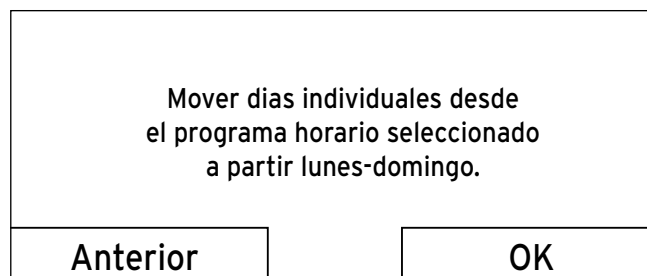 Mover dias individuales desde
el programa horario seleccionado
a partir lunes-domingo.
Anterior
OK